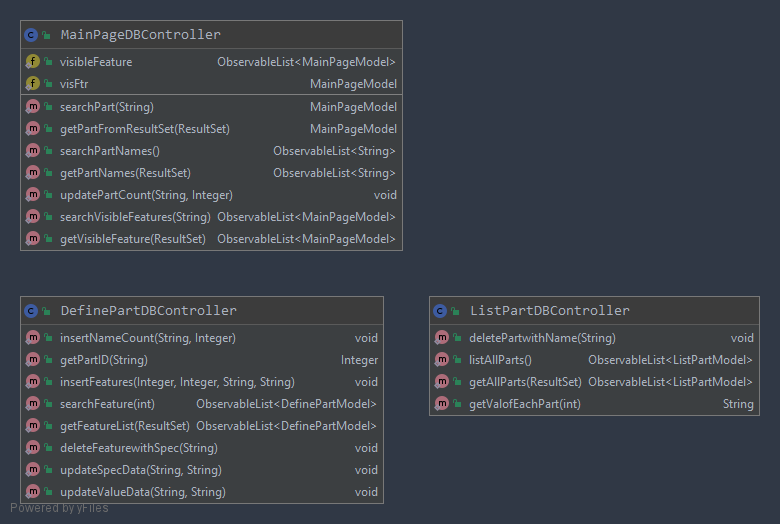 MainPageDBController
visibleFeature ObservableList<MainPageModel>
visFtr MainPageModel
searchPart(String) MainPageModel
getPartFromResultSet(ResultSet) MainPageModel
searchPartNames() ObservableList<String>
getPartNames(ResultSet) ObservableList<String>
updatePartCount(String, Integer) void
searchVisibleFeatures(String) ObservableList<MainPageModel>
getVisibleFeature(ResultSet) ObservableList<MainPageModel>
DefinePartDBController
insertNameCount(String, Integer) void
getPartID(String) Integer
insertFeatures(Integer, Integer, String, String) void
searchFeature(int) ObservableList<DefinePartModel>
getFeatureList(ResultSet) ObservableList<DefinePartModel>
deleteFeaturewithSpec(String) void
updateSpecData(String, String) void
updateValueData(String, String) void
ListPartDBController
deletePartwithName(String) void
listAllParts() ObservableList<ListPartModel>
getAllParts(ResultSet) ObservableList<ListPartModel>
getValofEachPart(int) String
Powered by yFiles